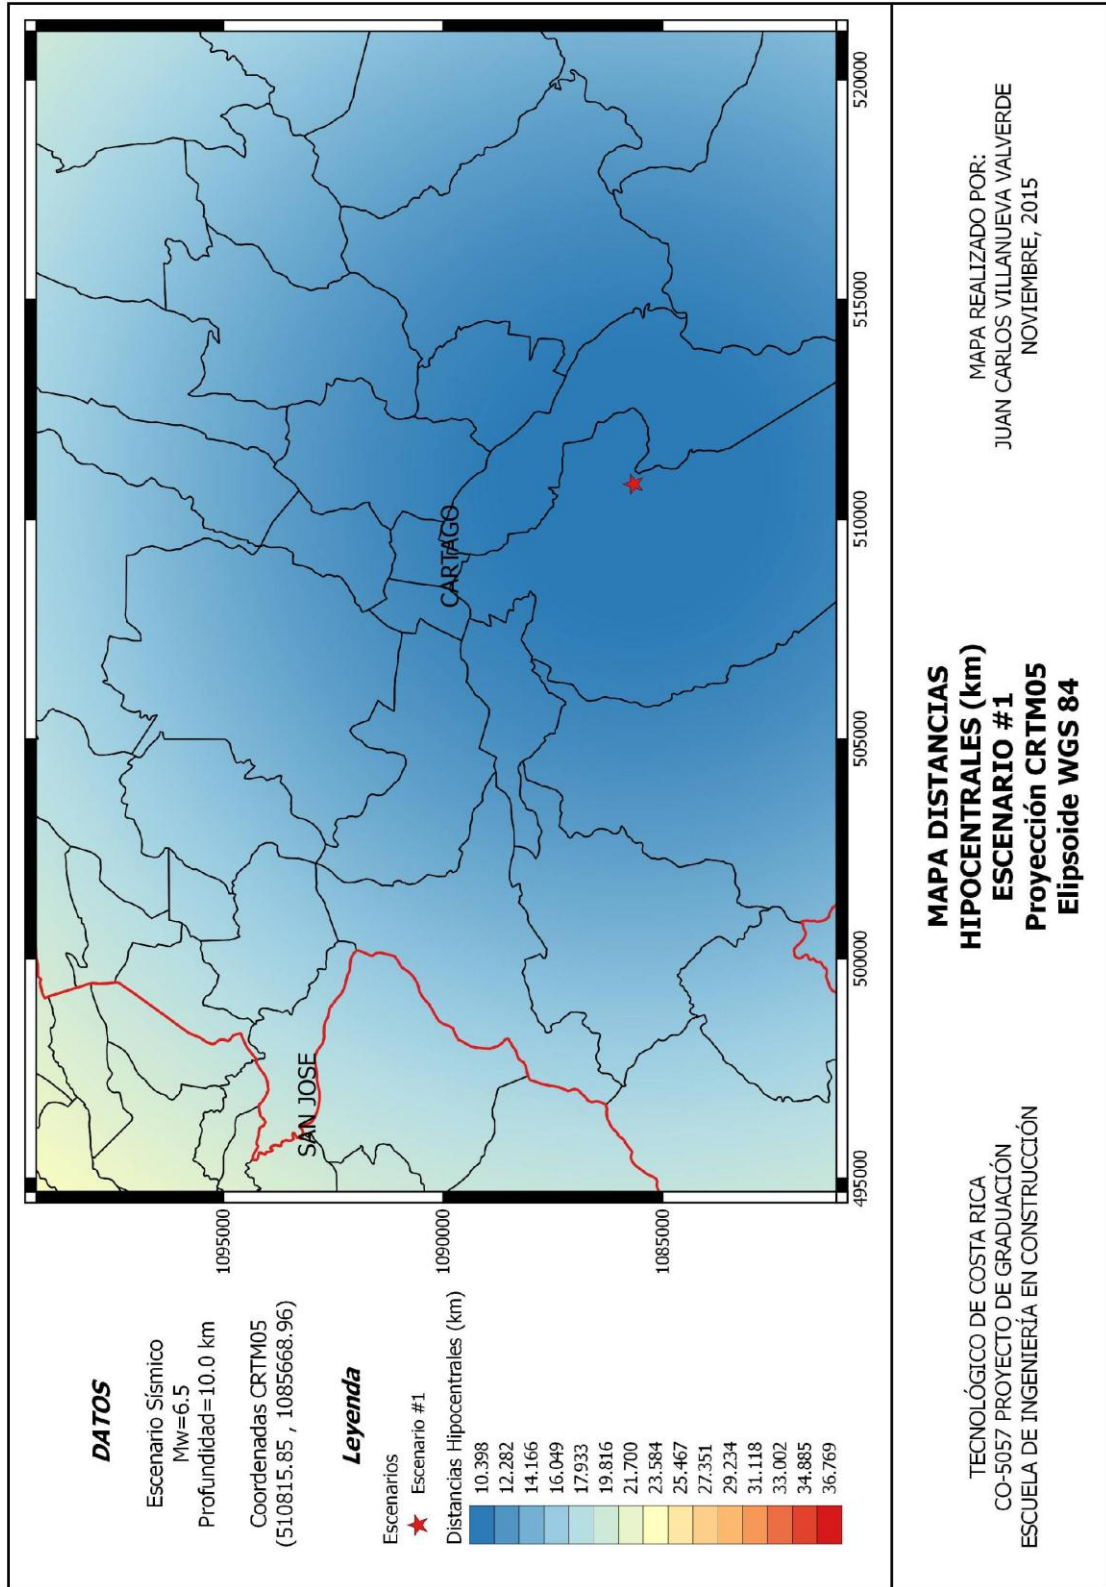 DATOS
Escenario Sísmico
Mw=6.5
Profundidad=10.0 km
Coordenadas CRTM05
(510815.85 , 1085668.96)
Leyenda
Escenarios
Escenario #1
Distancias Hipocentrales (km)
10.398
12.282
14.166
16.049
17.933
19.816
21.700
23.584
25.467
27.351
29.234
31.118
33.002
34.885
36.769
1095000
1090000
1085000
SAN JOSE
CARTAGO
495000
500000
505000
510000
515000
520000
TECNOLÓGICO DE COSTA RICA
CO-5057 PROYECTO DE GRADUACIÓN
ESCUELA DE INGENIERÍA EN CONSTRUCCIÓN
MAPA DISTANCIAS
HIPOCENTRALES (km)
ESCENARIO #1
Proyección CRTM05
Elipsoide WGS 84
MAPA REALIZADO POR:
JUAN CARLOS VILLANUEVA VALVERDE
NOVIEMBRE, 2015